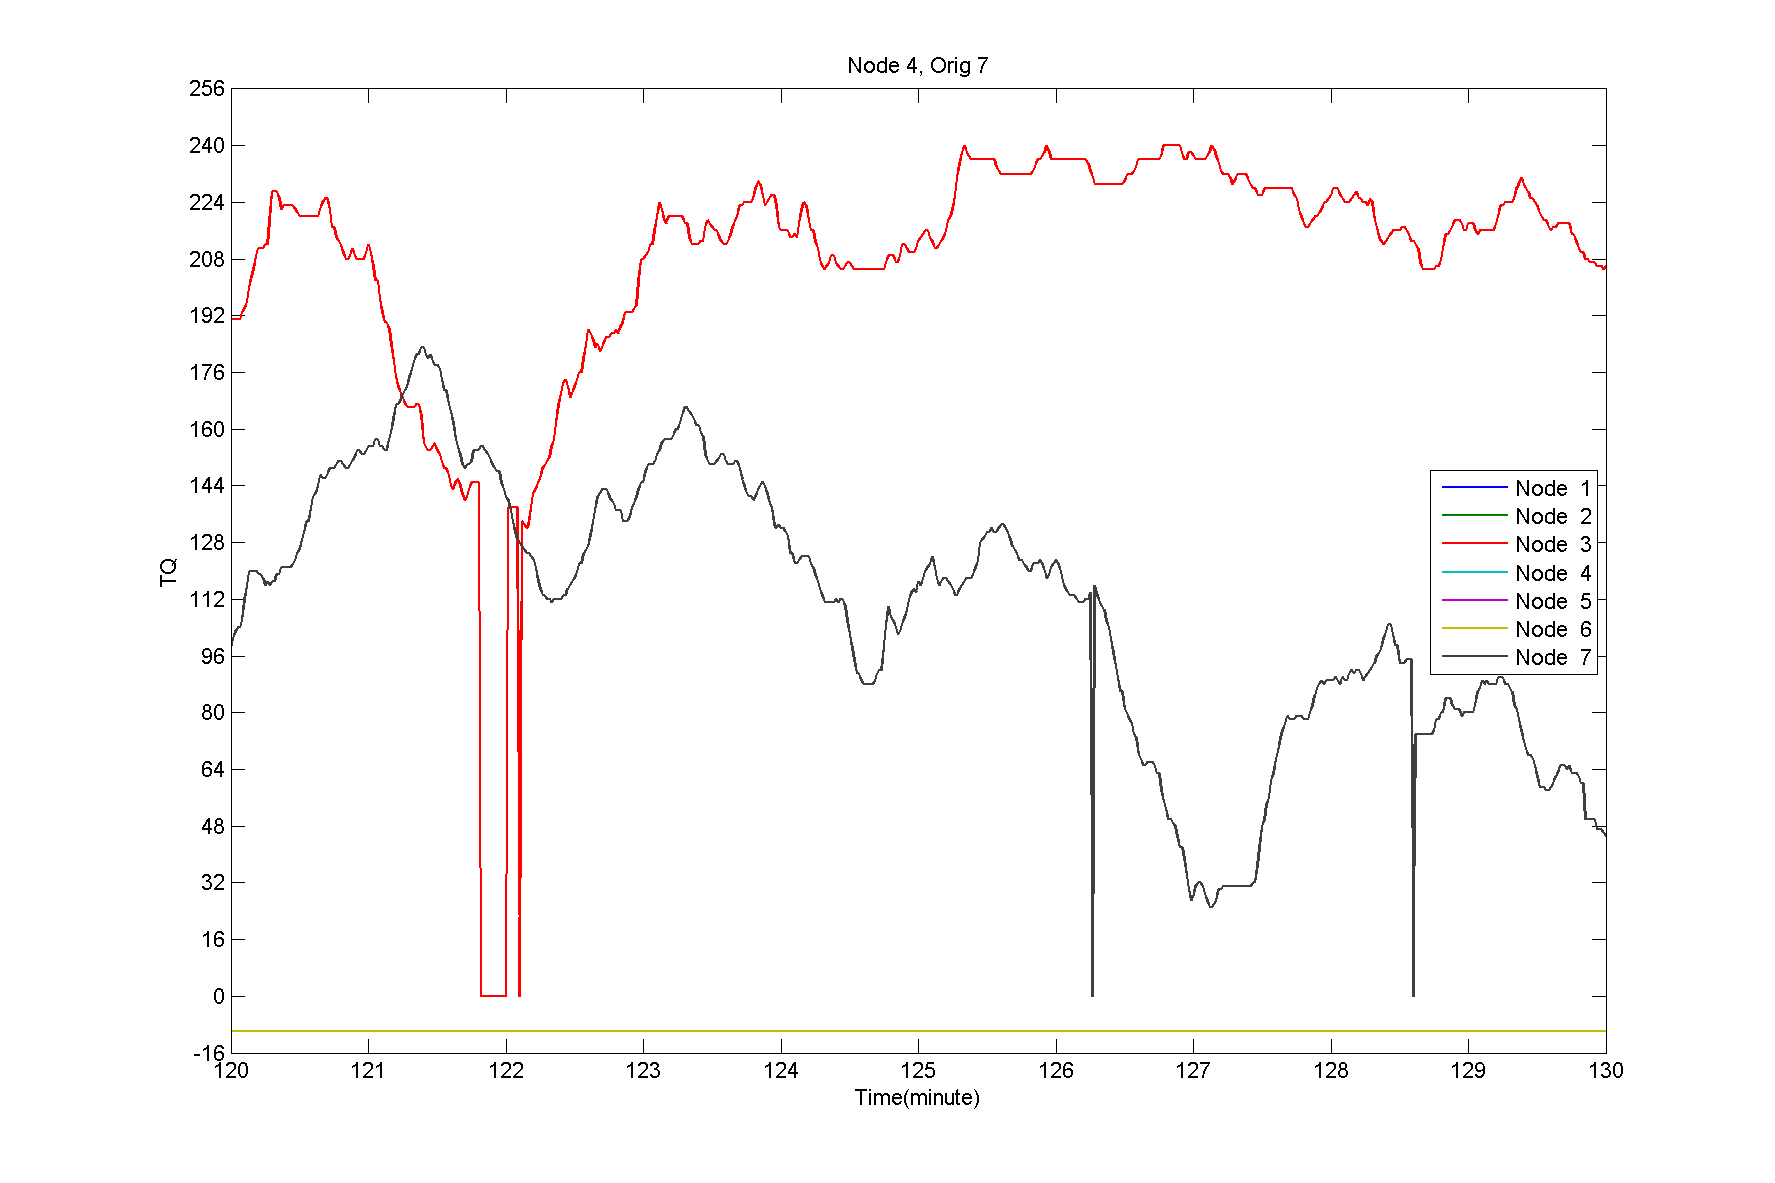 Node 4, Orig 7
256
240
224
208
192
176
160
144
128
112
96
80
64
48
32
16
0
-16
TQ
Node 1
Node 2
Node 3
Node 4
Node 5
Node 6
Node 7
120 121 122 123 124 125 126 127 128 129 130
Time(minute)